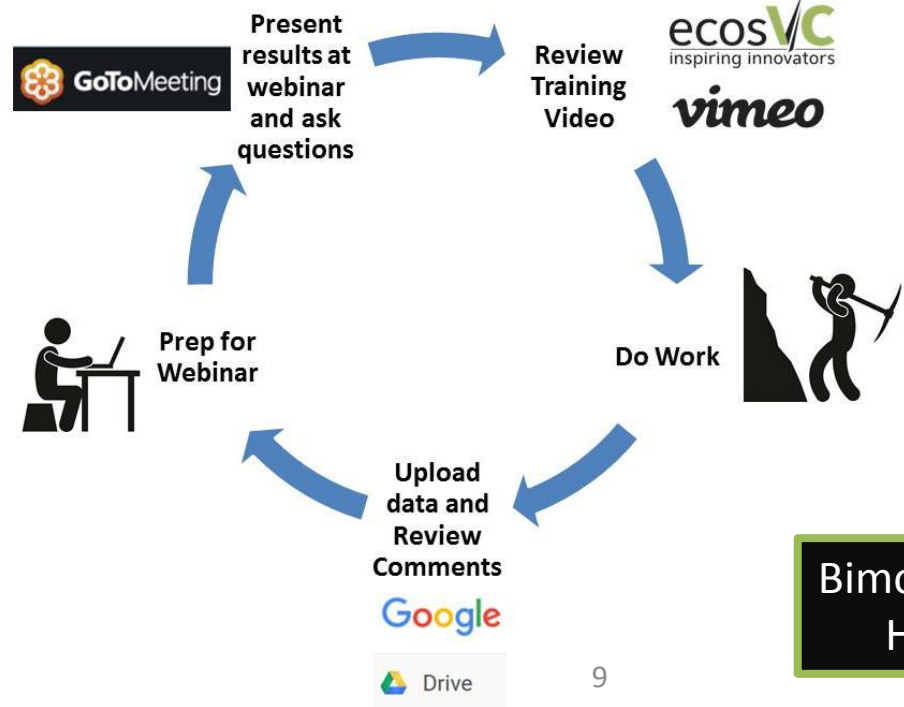 GoToMeeting
Present
results at
webinar
and ask
questions
Review
Training
Video
ecosVC
inspiring innovators
vimeo
Do Work
Upload
data and
Review
Comments
Google
Drive
Prep for
Webinar
9